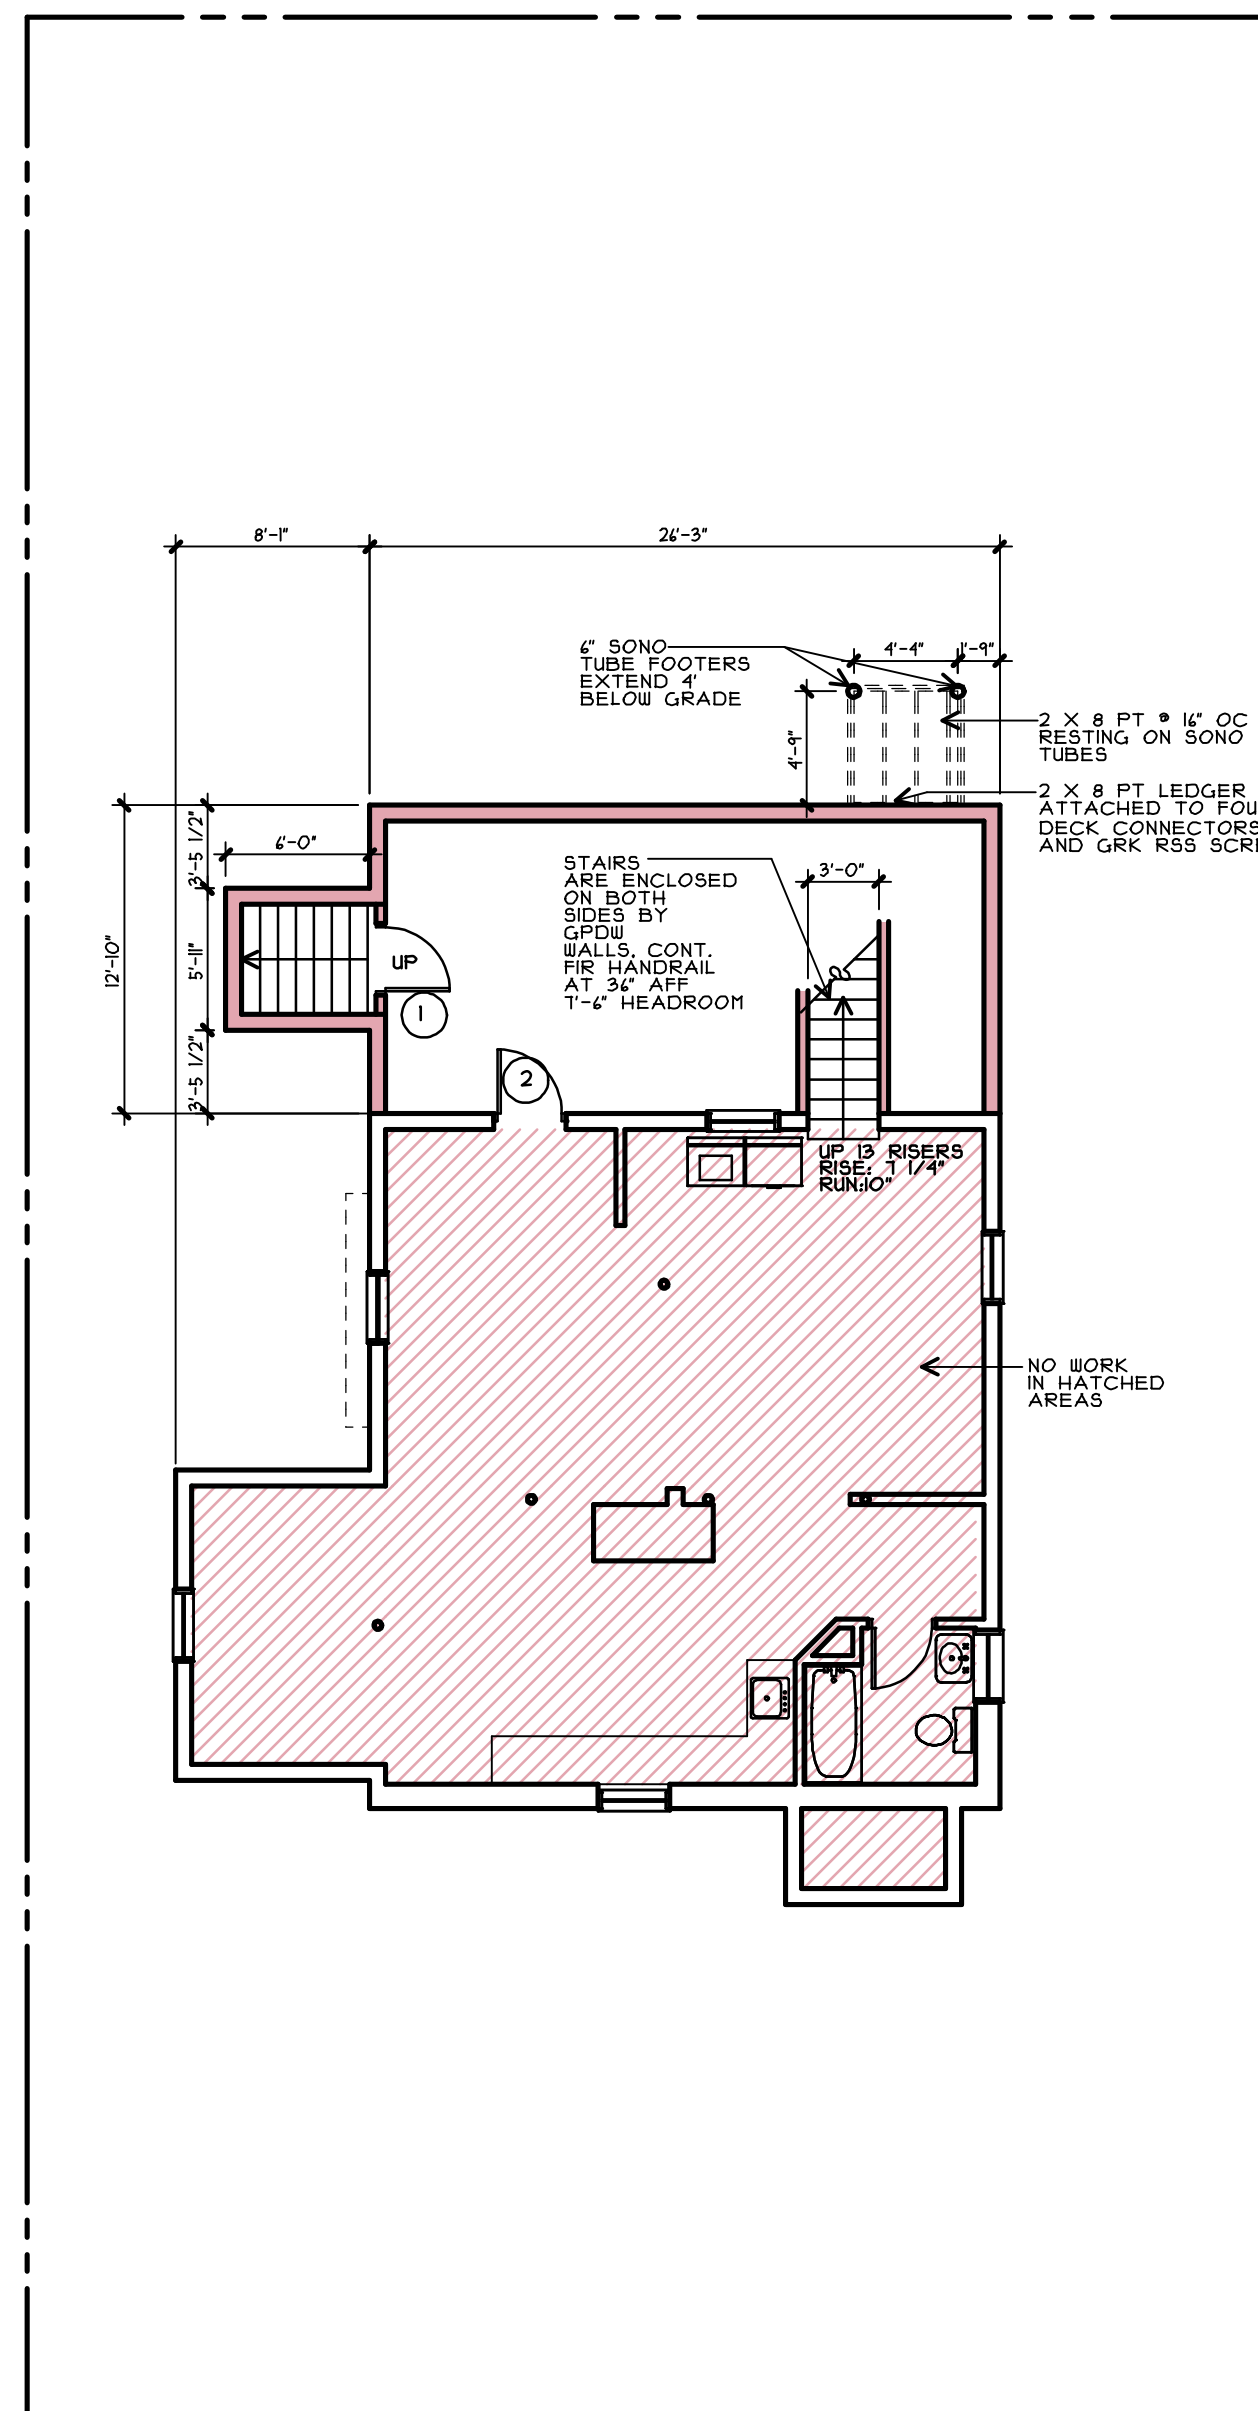 8'-1"
26'-3"
6" SONO
TUBE FOOTERS
EXTEND 4'
BELOW GRADE
4'-4"
1'-9"
4'-9"
2 X 8 PT @ 16" OC
RESTING ON SONO
TUBES
2 X 8 PT LEDGER
ATTACHED TO FOU
DECK CONNECTORS
AND GRK RSS SCRE
3'-5 1/2"
6'-0"
12'-10"
5'-11"
3'-5 1/2"
UP
1
2
STAIRS
ARE ENCLOSED
ON BOTH
SIDES BY
GPDW
WALLS, CONT.
FIR HANDRAIL
AT 36" AFF
7'-6" HEADROOM
3'-0"
UP 13 RISERS
RISE: 7 1/4"
RUN:10"
NO WORK
IN HATCHED
AREAS